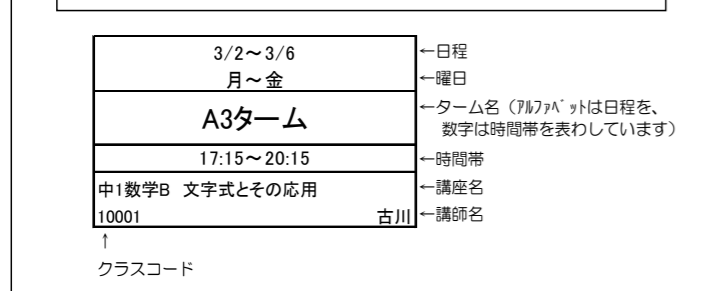 3/2～3/6 ←日程
月～金 ←曜日
A3ターム ←ターム名（ｱﾙﾌｧﾍﾞｯﾄは日程を、
数字は時間帯を表わしています）
17:15～20:15 ←時間帯
中1数学B 文字式とその応用 ←講座名
10001 古川 ←講師名
↑
クラスコード